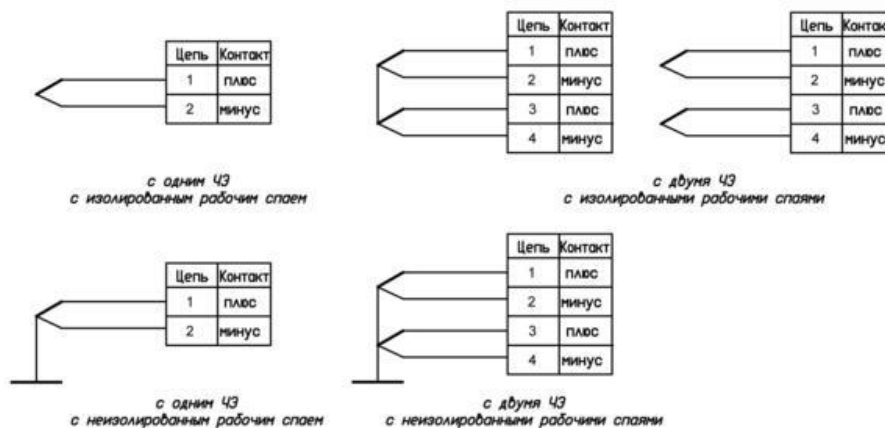 Цепь Контакт
1 плюс
2 минус
с одним ЧЭ
с изолированным рабочим спаем
Цепь Контакт
1 плюс
2 минус
3 плюс
4 минус
Цепь Контакт
1 плюс
2 минус
3 плюс
4 минус
с двумя ЧЭ
с изолированными рабочими спаями
Цепь Контакт
1 плюс
2 минус
с одним ЧЭ
с неизолированным рабочим спаем
Цепь Контакт
1 плюс
2 минус
3 плюс
4 минус
с двумя ЧЭ
с неизолированными рабочими спаями